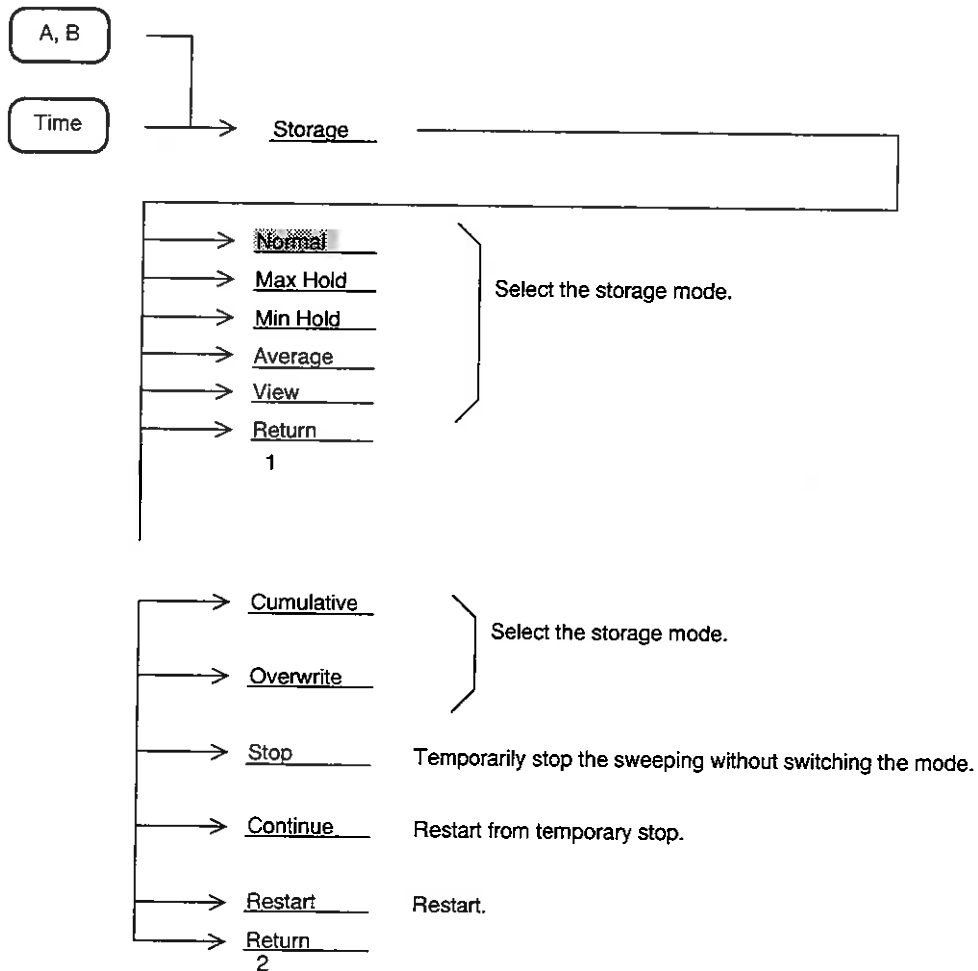 A, B
Time
Storage
Normal
Max Hold
Select the storage mode.
Min Hold
Average
View
Return
1
Cumulative
Select the storage mode.
Overwrite
Stop
Temporarily stop the sweeping without switching the mode.
Continue
Restart from temporary stop.
Restart
Restart.
Return
2